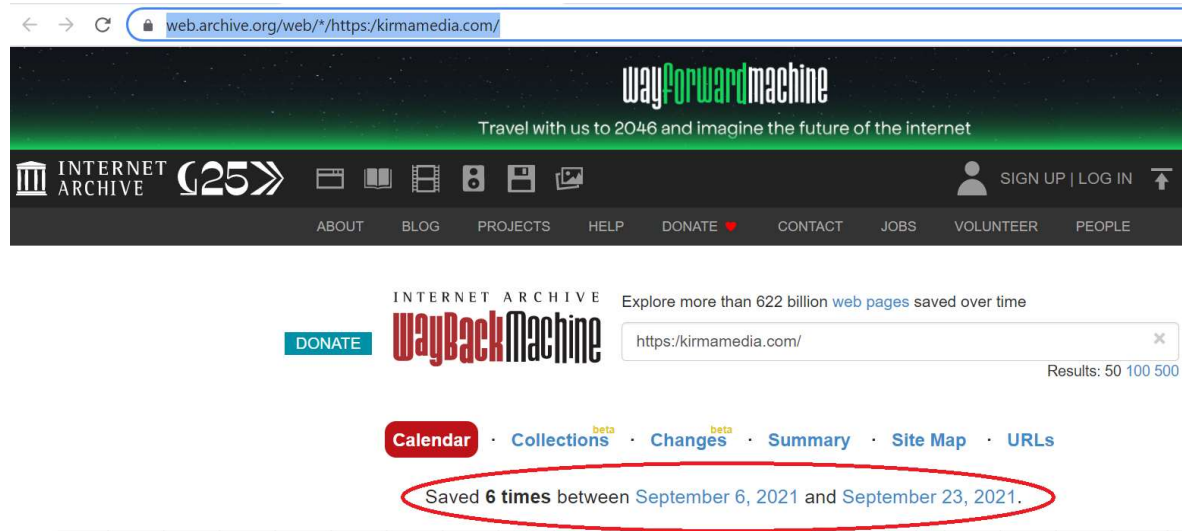 web.archive.org/web/*/https:/kirmamedia.com/
wayforwardmachine
Travel with us to 2046 and imagine the future of the internet
INTERNET ARCHIVE 25 SIGN UP | LOG IN
ABOUT BLOG PROJECTS HELP DONATE CONTACT JOBS VOLUNTEER PEOPLE
INTERNET ARCHIVE Explore more than 622 billion web pages saved over time
DONATE WayBackMachine https:/kirmamedia.com/ ×
Results: 50 100 500
Calendar · Collections beta · Changes beta · Summary · Site Map · URLs
Saved 6 times between September 6, 2021 and September 23, 2021.